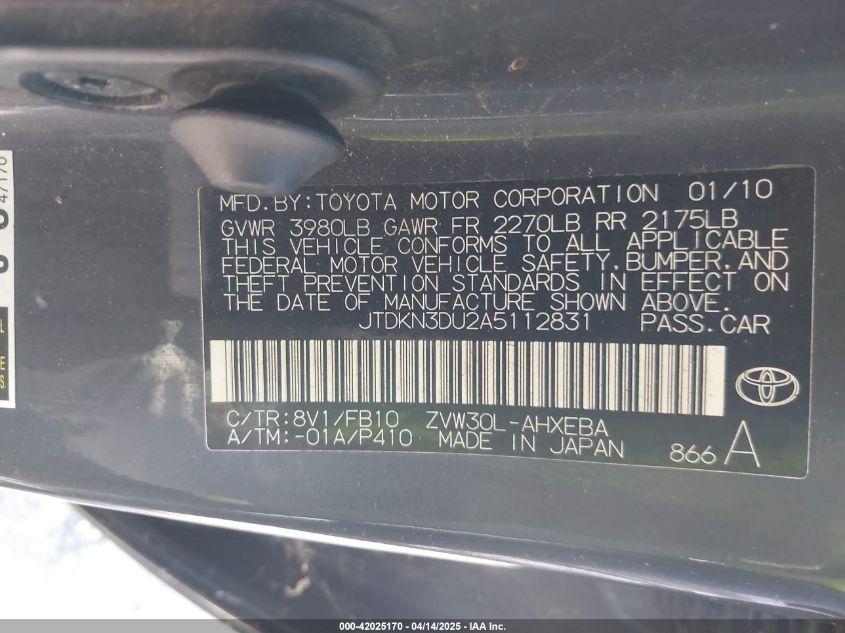 MFD. BY: TOYOTA MOTOR CORPORATION 01/10
GVWR 3980LB GAWR FR 2270LB RR 2175LB
THIS VEHICLE CONFORMS TO ALL APPLICABLE
FEDERAL MOTOR VEHICLE SAFETY, BUMPER, AND
THEFT PREVENTION STANDARDS IN EFFECT ON
THE DATE OF MANUFACTURE SHOWN ABOVE.
JTDKN3DU2A5112831 PASS. CAR
C/TR: 8V1/FB10 ZVW30L-AHXEBA
A/TM: -01A/P410 MADE IN JAPAN 866 A
47170
000-42025170 - 04/14/2025 - IAA Inc.